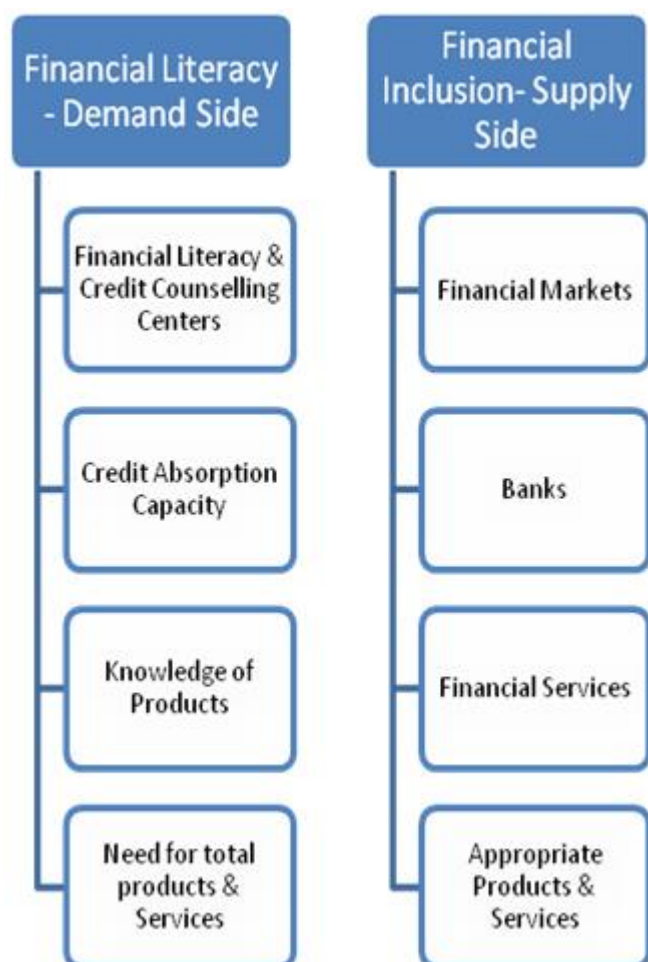 Financial Literacy
- Demand Side
Financial Literacy &
Credit Counselling
Centers
Credit Absorption
Capacity
Knowledge of
Products
Need for total
products &
Services
Financial
Inclusion- Supply
Side
Financial Markets
Banks
Financial Services
Appropriate
Products &
Services